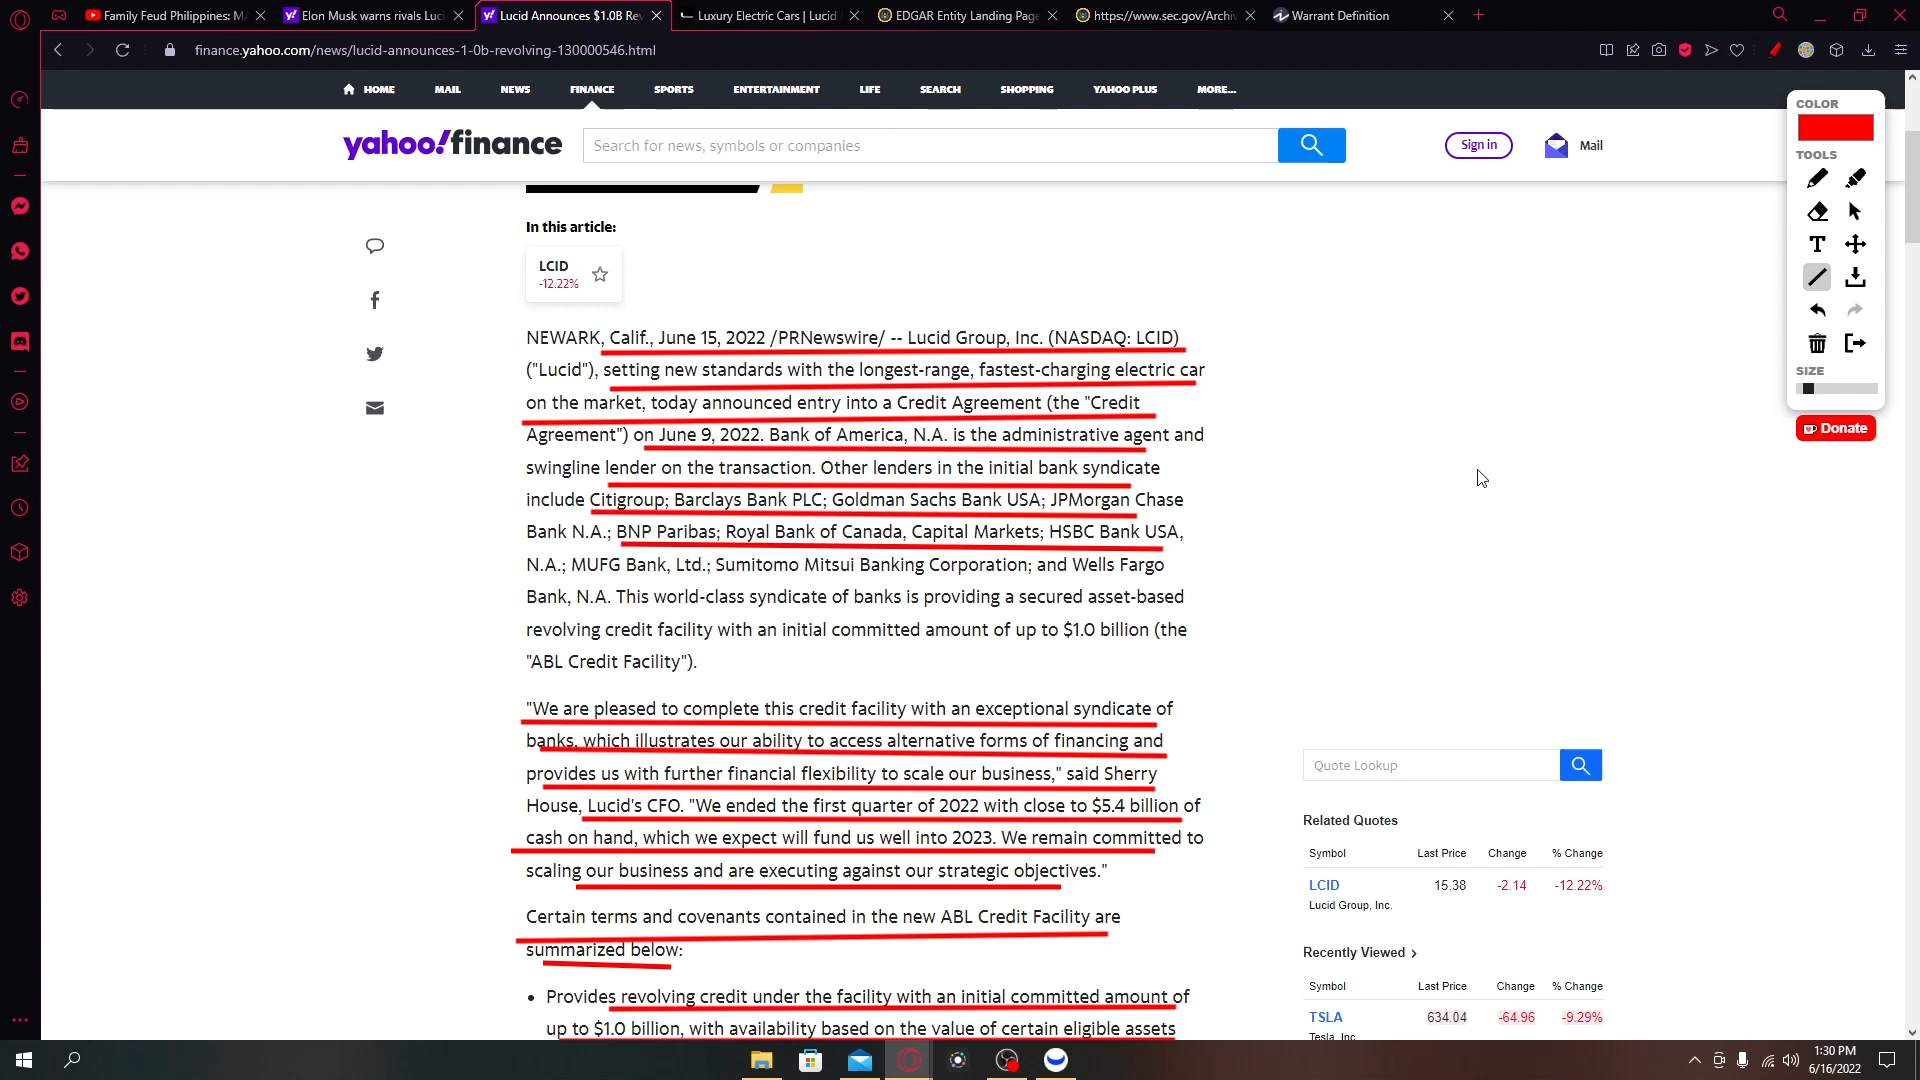 Family Feud Philippines: MA
Elon Musk warns rivals Luci
Lucid Announces $1.0B Rev
Luxury Electric Cars | Lucid
EDGAR Entity Landing Page
https://www.sec.gov/Archiv
Warrant Definition
finance.yahoo.com/news/lucid-announces-1-0b-revolving-130000546.html
HOME MAIL NEWS FINANCE SPORTS ENTERTAINMENT LIFE SEARCH SHOPPING YAHOO PLUS MORE...
yahoo!finance
Search for news, symbols or companies
Sign in
Mail
COLOR
TOOLS
T
SIZE
Donate
In this article:
LCID
-12.22%
NEWARK, Calif., June 15, 2022 /PRNewswire/ -- Lucid Group, Inc. (NASDAQ: LCID)
("Lucid"), setting new standards with the longest-range, fastest-charging electric car
on the market, today announced entry into a Credit Agreement (the "Credit
Agreement") on June 9, 2022. Bank of America, N.A. is the administrative agent and
swingline lender on the transaction. Other lenders in the initial bank syndicate
include Citigroup; Barclays Bank PLC; Goldman Sachs Bank USA; JPMorgan Chase
Bank N.A.; BNP Paribas; Royal Bank of Canada, Capital Markets; HSBC Bank USA,
N.A.; MUFG Bank, Ltd.; Sumitomo Mitsui Banking Corporation; and Wells Fargo
Bank, N.A. This world-class syndicate of banks is providing a secured asset-based
revolving credit facility with an initial committed amount of up to $1.0 billion (the
"ABL Credit Facility").
"We are pleased to complete this credit facility with an exceptional syndicate of
banks, which illustrates our ability to access alternative forms of financing and
provides us with further financial flexibility to scale our business," said Sherry
House, Lucid's CFO. "We ended the first quarter of 2022 with close to $5.4 billion of
cash on hand, which we expect will fund us well into 2023. We remain committed to
scaling our business and are executing against our strategic objectives."
Certain terms and covenants contained in the new ABL Credit Facility are
summarized below:
• Provides revolving credit under the facility with an initial committed amount of
up to $1.0 billion, with availability based on the value of certain eligible assets
Quote Lookup
Related Quotes
Symbol Last Price Change % Change
LCID 15.38 -2.14 -12.22%
Lucid Group, Inc.
Recently Viewed >
Symbol Last Price Change % Change
TSLA 634.04 -64.96 -9.29%
Tesla, Inc.
1:30 PM
6/16/2022